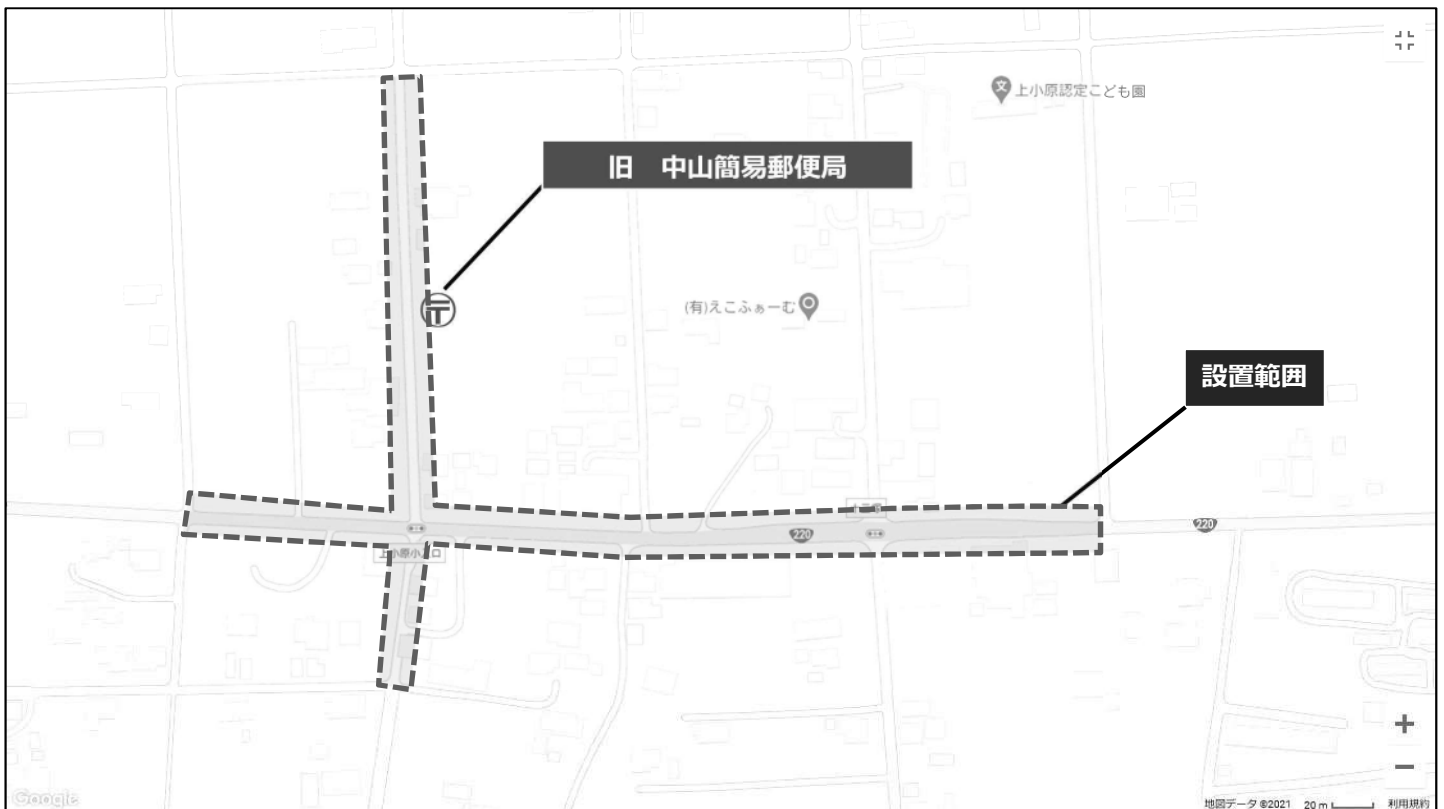 上小原認定こども園
旧　中山簡易郵便局
(有)えこふぁーむ
設置範囲
220
220
Google
地図データ ©2021
20 m
利用規約